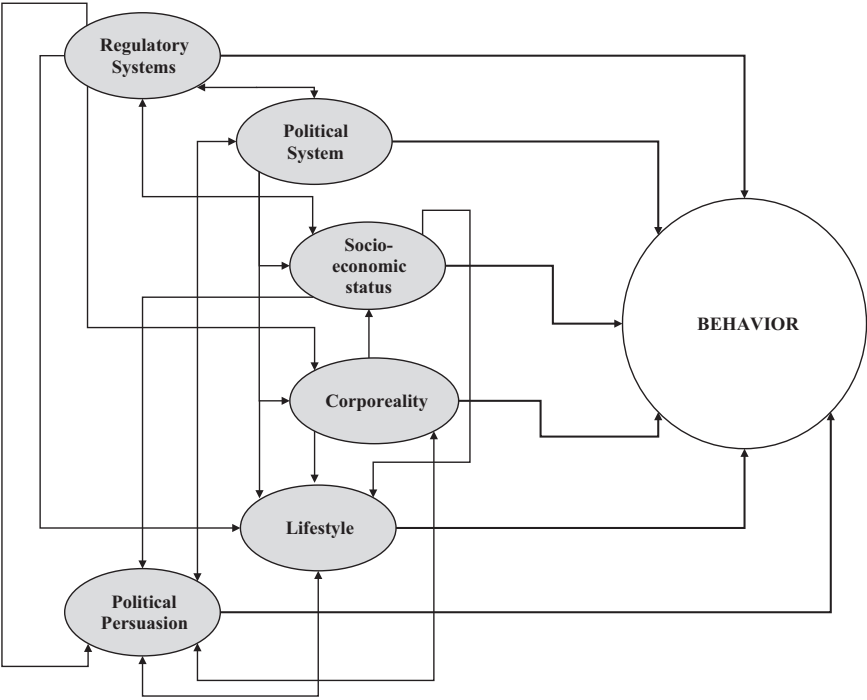 Regulatory
Systems
Political
System
Socio-
economic
status
BEHAVIOR
Corporeality
Lifestyle
Political
Persuasion